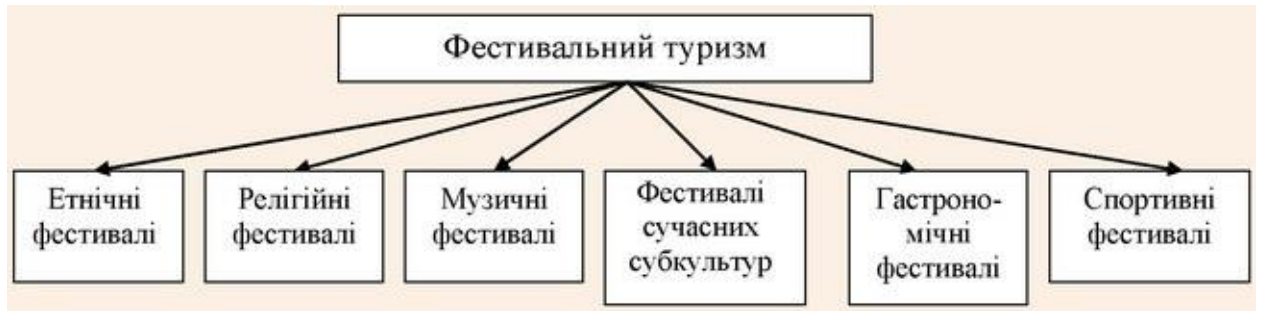 Фестивальний туризм
Етнічні
фестивалі
Релігійні
фестивалі
Музичні
фестивалі
Фестивалі
сучасних
субкультур
Гастроно-
мічні
фестивалі
Спортивні
фестивалі